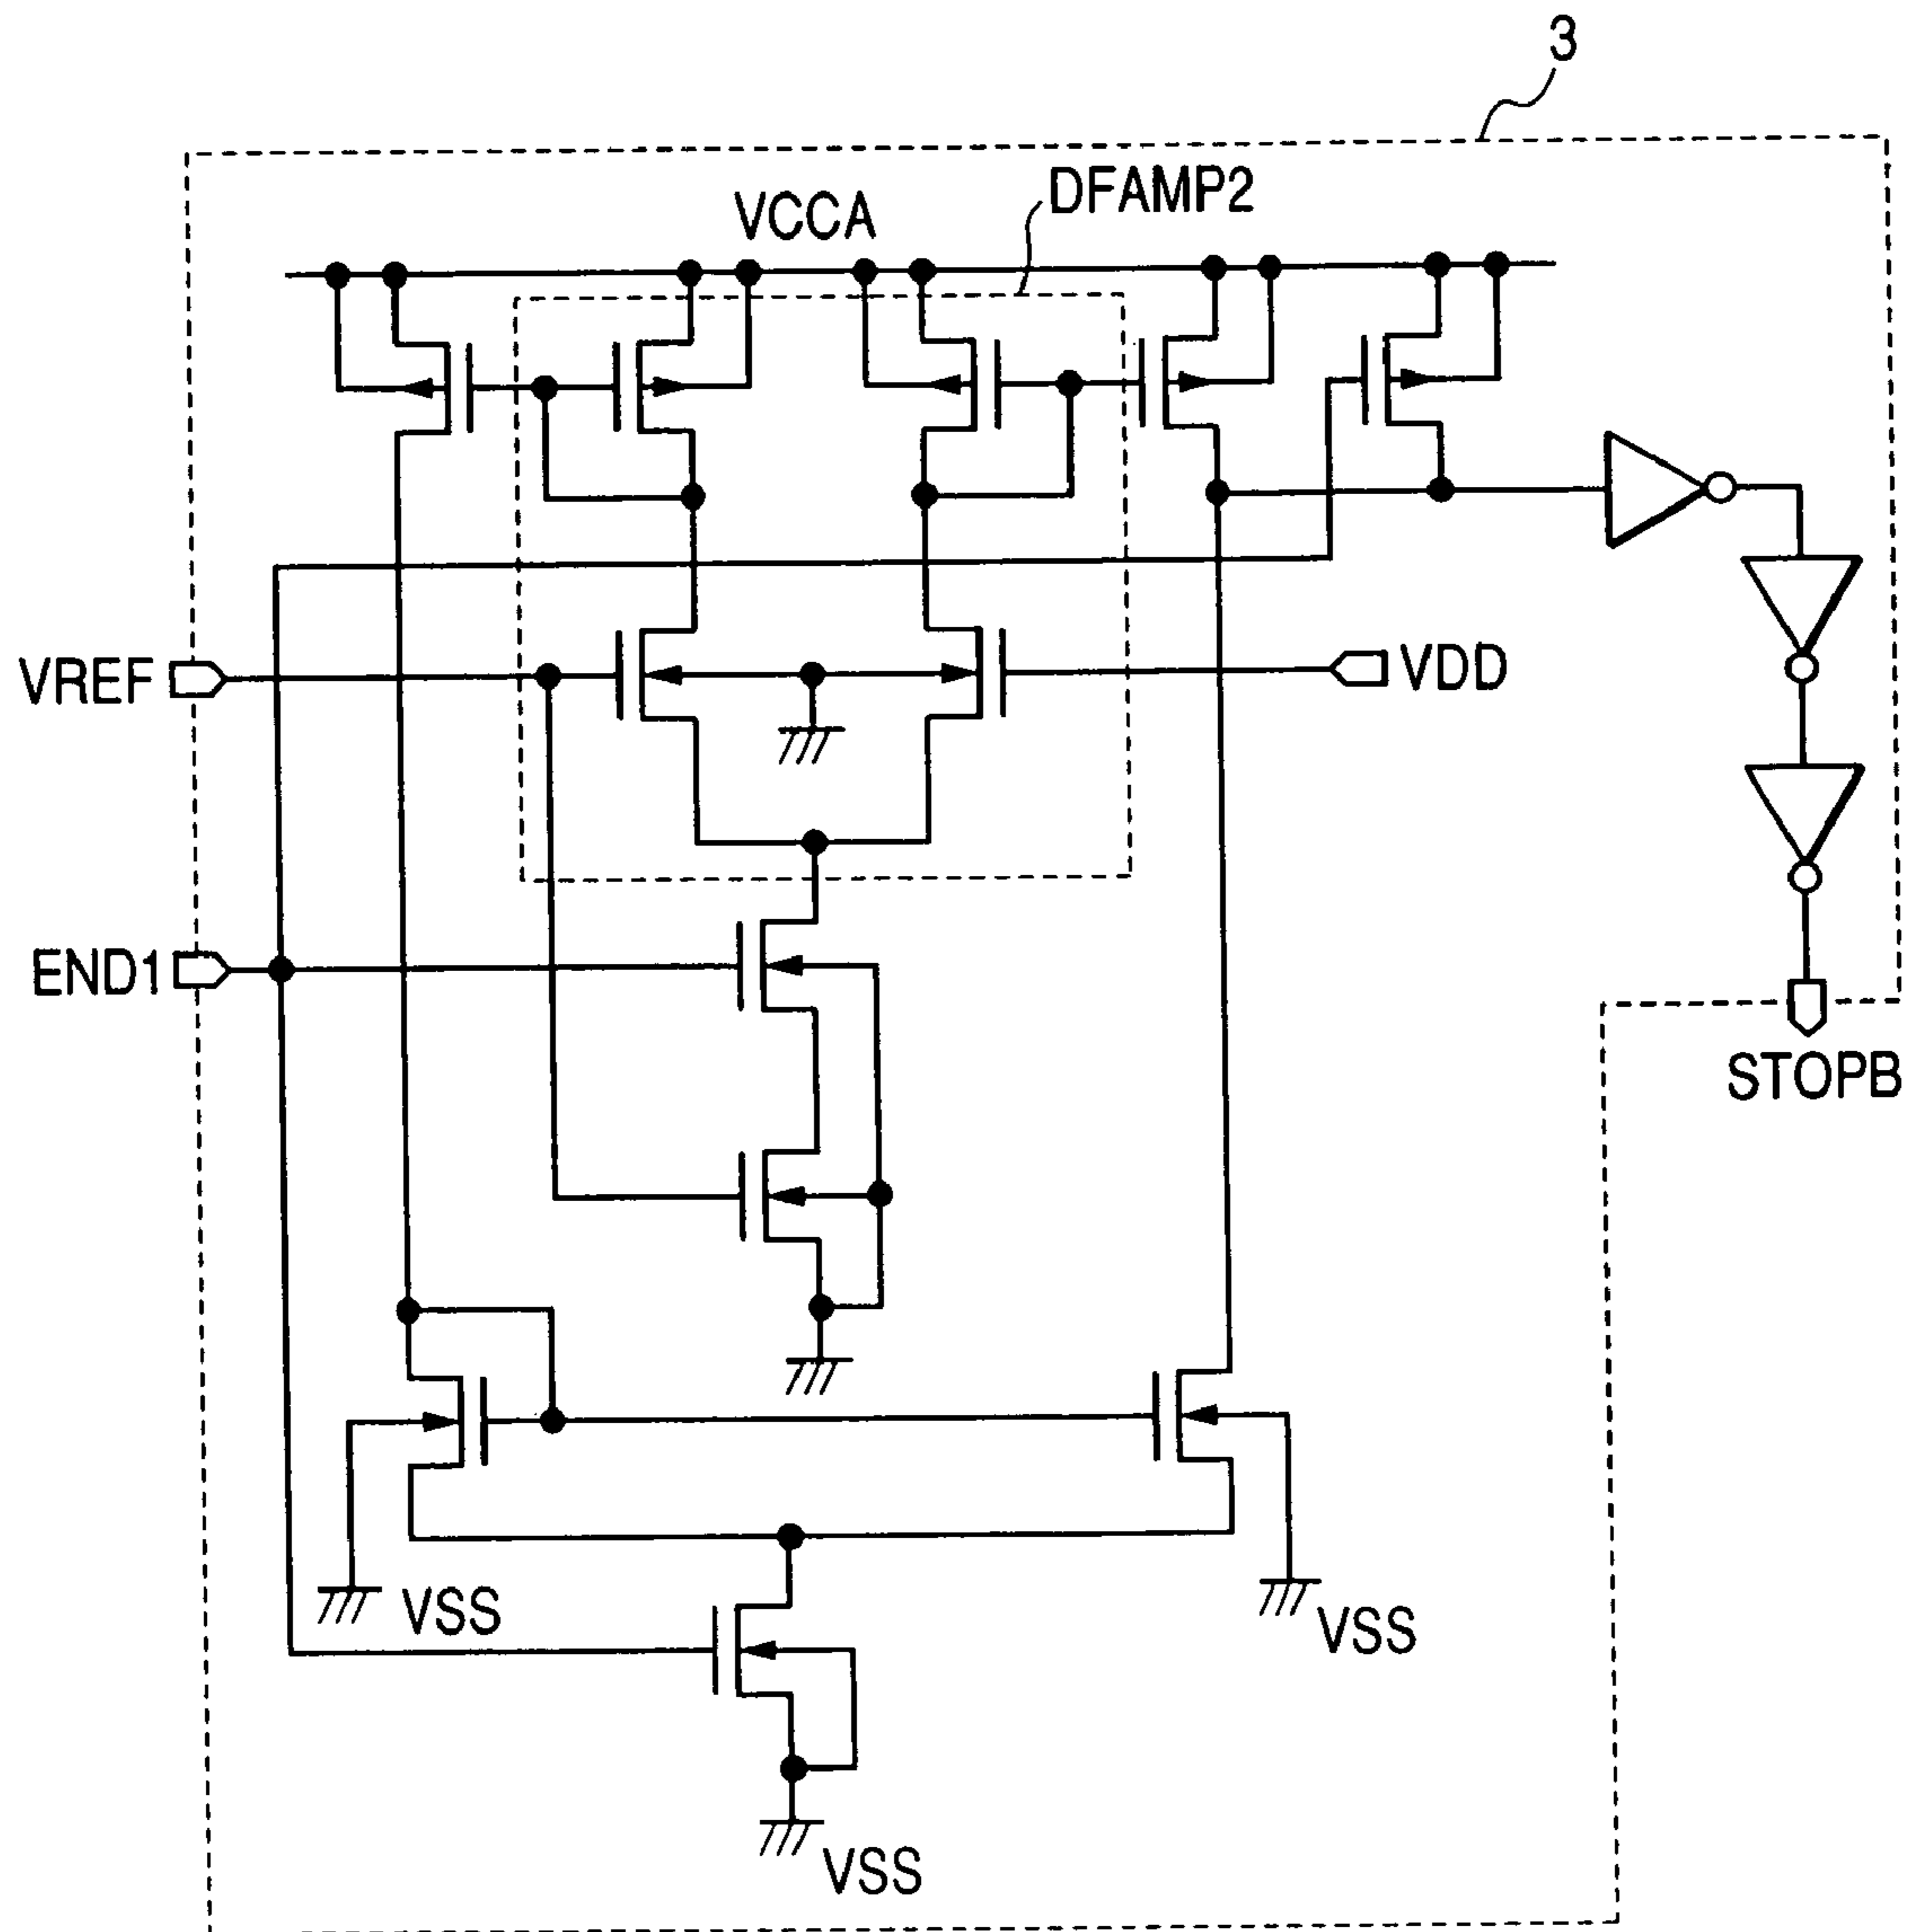 3
DFAMP2
VCCA
VREF
VDD
END1
STOPB
VSS
VSS
VSS